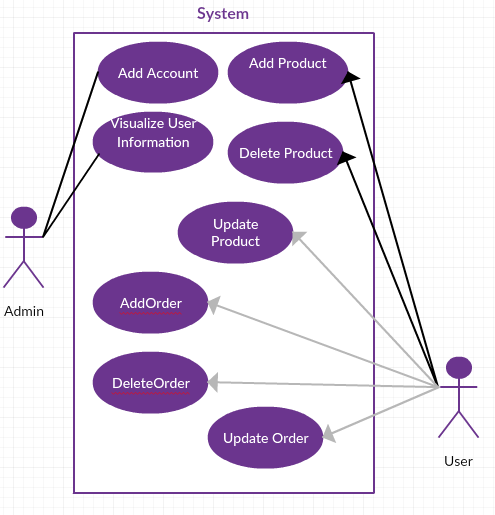 System
Add Account
Add Product
Visualize User
Information
Delete Product
Update
Product
AddOrder
Admin
DeleteOrder
Update Order
User